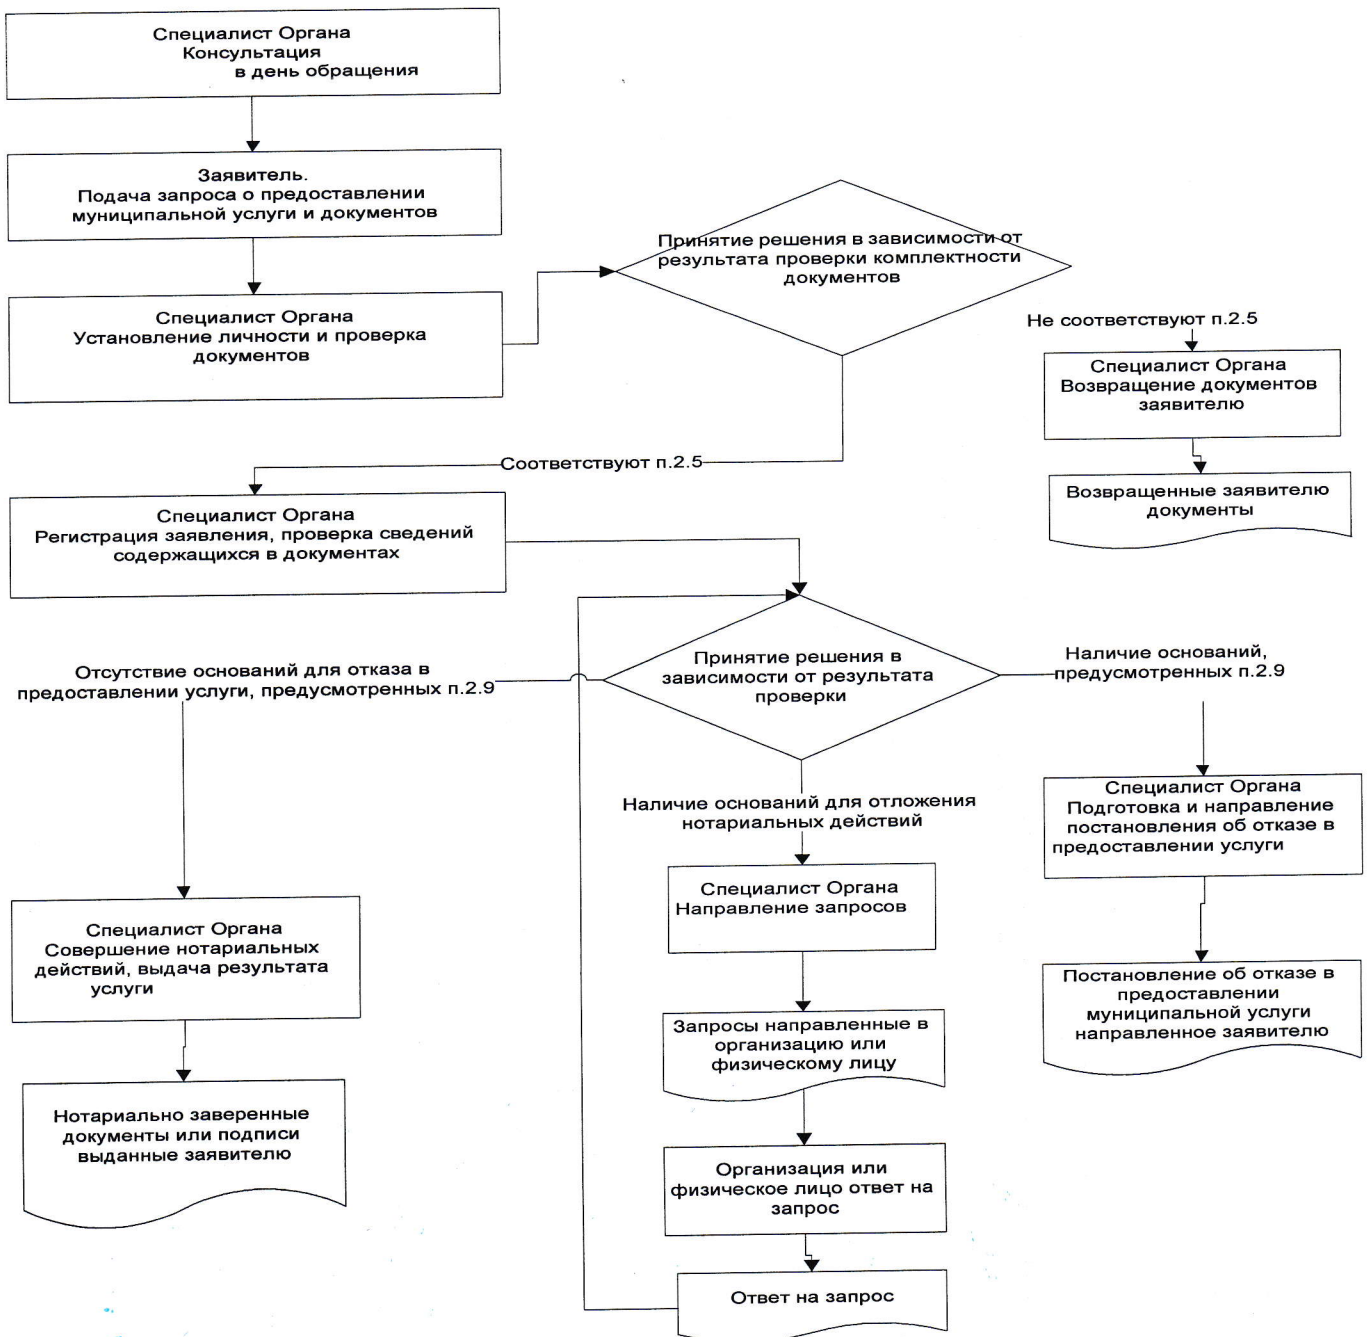 Специалист Органа
Консультация
в день обращения
Заявитель.
Подача запроса о предоставлении
муниципальной услуги и документов
Специалист Органа
Установление личности и проверка
документов
Принятие решения в зависимости от
результата проверки комплектности
документов
Не соответствуют п.2.5
Специалист Органа
Возвращение документов
заявителю
Возвращенные заявителю
документы
Соответствуют п.2.5
Специалист Органа
Регистрация заявления, проверка сведений
содержащихся в документах
Принятие решения в
зависимости от результата
проверки
Отсутствие оснований для отказа в
предоставлении услуги, предусмотренных п.2.9
Наличие оснований,
предусмотренных п.2.9
Наличие оснований для отложения
нотариальных действий
Специалист Органа
Подготовка и направление
постановления об отказе в
предоставлении услуги
Специалист Органа
Направление запросов
Специалист Органа
Совершение нотариальных
действий, выдача результата
услуги
Постановление об отказе в
предоставлении
муниципальной услуги
направленное заявителю
Запросы направленные в
организацию или
физическому лицу
Нотариально заверенные
документы или подписи
выданные заявителю
Организация или
физическое лицо ответ на
запрос
Ответ на запрос